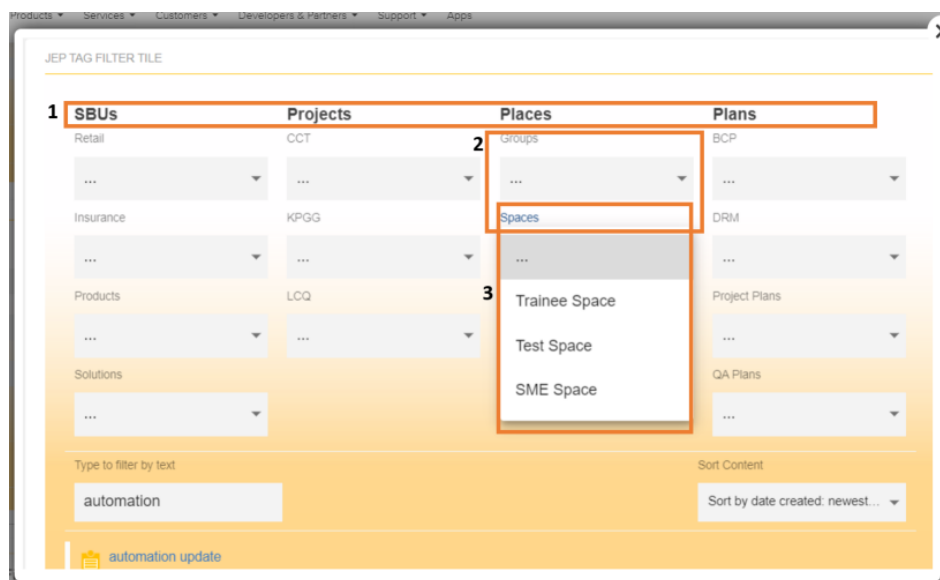 Products Services Customers Developers & Partners Support Apps
JEP TAG FILTER TILE
1 SBUs Projects Places Plans
Retail CCT 2 Groups BCP
... ... ... ...
Insurance KPGG Spaces DRM
... ... ... ...
3 Trainee Space
Products LCQ Project Plans
... ... Test Space ...
Solutions SME Space QA Plans
... ...
Type to filter by text Sort Content
automation Sort by date created: newest...
automation update